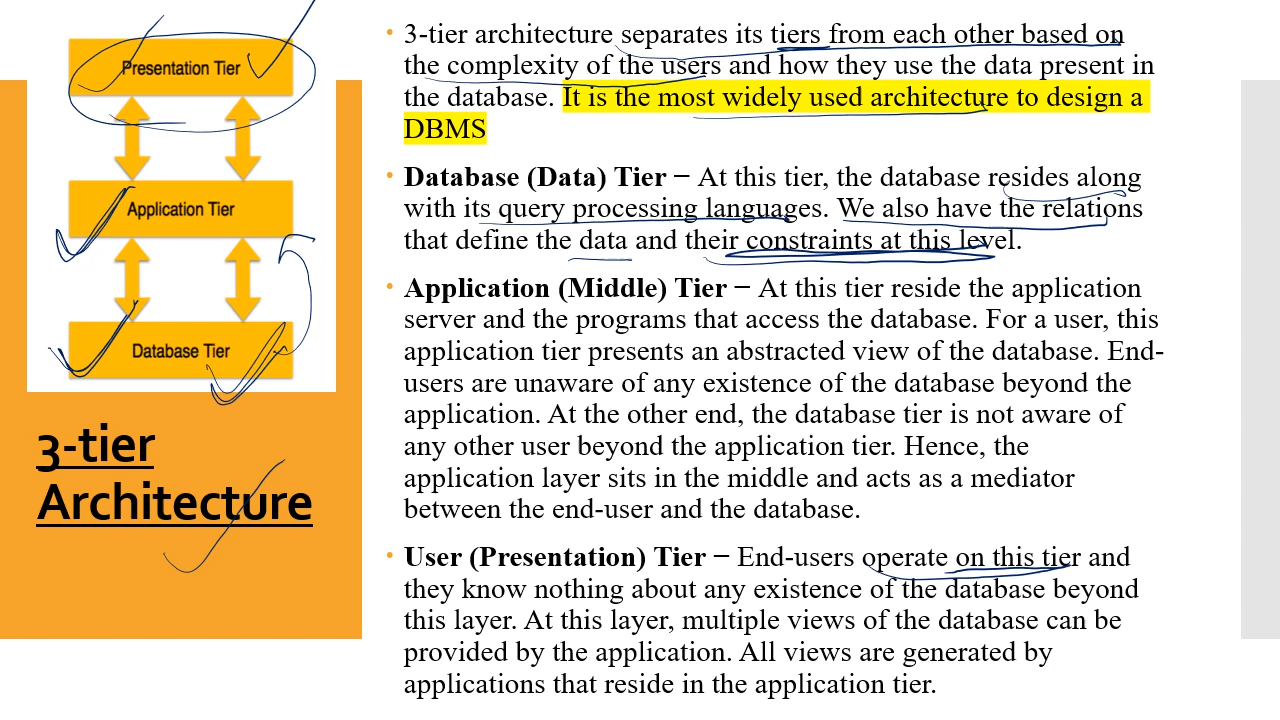 Presentation Tier
Application Tier
Database Tier
3-tier
Architecture
• 3-tier architecture separates its tiers from each other based on
the complexity of the users and how they use the data present in
the database. It is the most widely used architecture to design a
DBMS
• Database (Data) Tier − At this tier, the database resides along
with its query processing languages. We also have the relations
that define the data and their constraints at this level.
• Application (Middle) Tier − At this tier reside the application
server and the programs that access the database. For a user, this
application tier presents an abstracted view of the database. End-
users are unaware of any existence of the database beyond the
application. At the other end, the database tier is not aware of
any other user beyond the application tier. Hence, the
application layer sits in the middle and acts as a mediator
between the end-user and the database.
• User (Presentation) Tier − End-users operate on this tier and
they know nothing about any existence of the database beyond
this layer. At this layer, multiple views of the database can be
provided by the application. All views are generated by
applications that reside in the application tier.